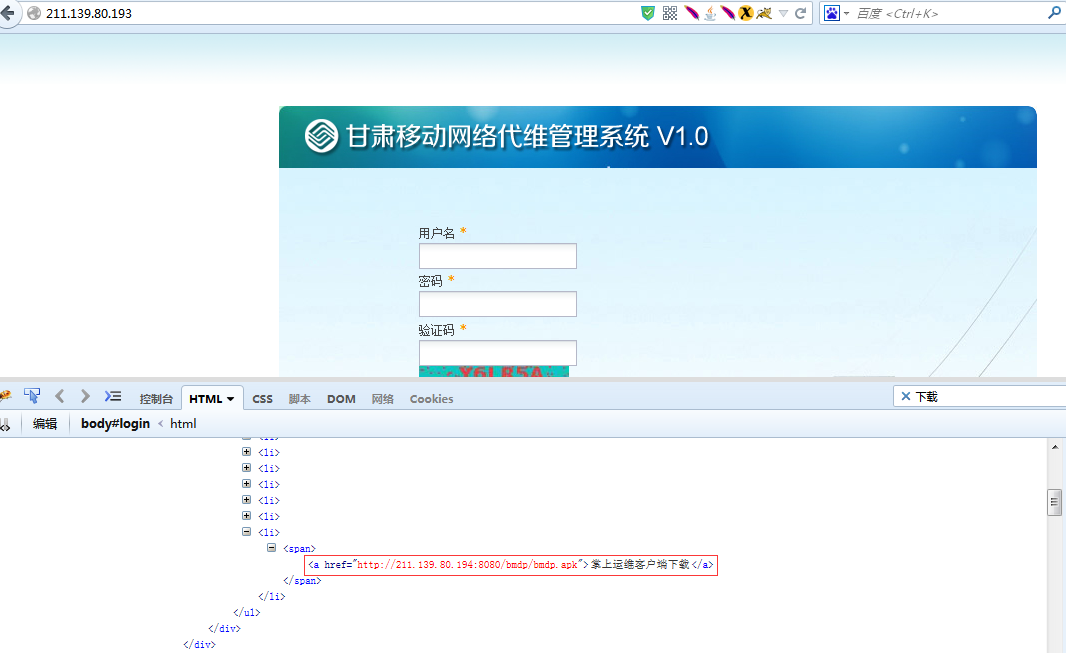 211.139.80.193
百度 <Ctrl+K>
甘肃移动网络代维管理系统 V1.0
用户名 *
密码 *
验证码 *
Y6LR5A
控制台 HTML CSS 脚本 DOM 网络 Cookies
下载
编辑 body#login < html
<li>
<li>
<li>
<li>
<li>
<li>
<li>
<span>
<a href="http://211.139.80.194:8080/bmdp/bmdp.apk">掌上运维客户端下载</a>
</span>
</li>
</ul>
</div>
</div>